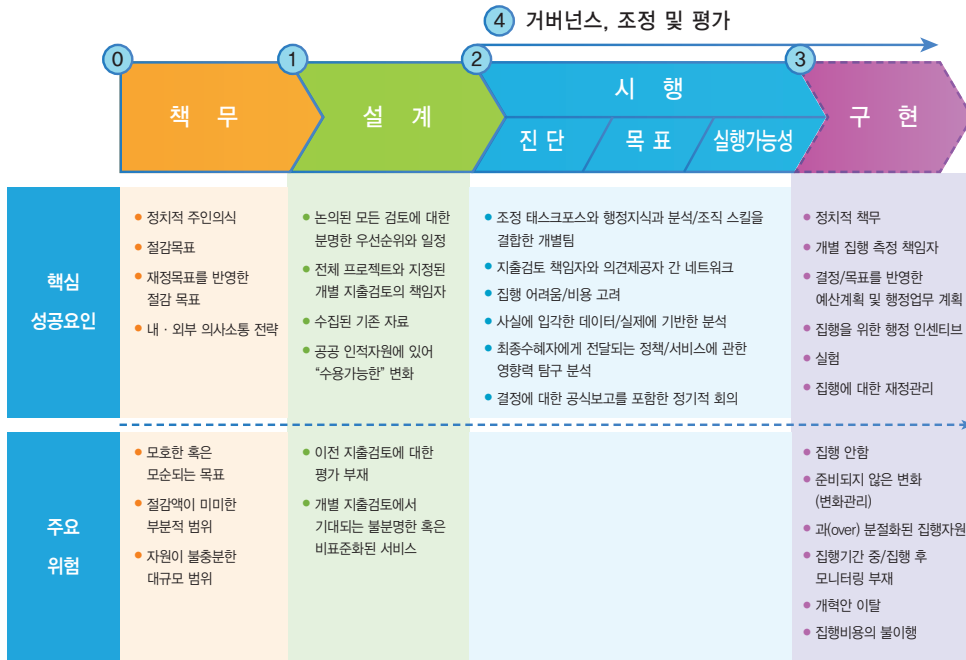 4 거버넌스, 조정 및 평가
0
1
2
3
책 무
설 계
시 행
진 단
목 표
실행가능성
구 현
핵심
성공요인
• 정치적 주인의식
• 절감목표
• 재정목표를 반영한
절감 목표
• 내 · 외부 의사소통 전략
• 논의된 모든 검토에 대한
분명한 우선순위와 일정
• 전체 프로젝트와 지정된
개별 지출검토의 책임자
• 수집된 기존 자료
• 공공 인적자원에 있어
“수용가능한” 변화
• 조정 태스크포스와 행정지식과 분석/조직 스킬을
결합한 개별팀
• 지출검토 책임자와 의견제공자 간 네트워크
• 집행 어려움/비용 고려
• 사실에 입각한 데이터/실제에 기반한 분석
• 최종수혜자에게 전달되는 정책/서비스에 관한
영향력 탐구 분석
• 결정에 대한 공식보고를 포함한 정기적 회의
• 정치적 책무
• 개별 집행 측정 책임자
• 결정/목표를 반영한
예산계획 및 행정업무 계획
• 집행을 위한 행정 인센티브
• 실험
• 집행에 대한 재정관리
주요
위험
• 모호한 혹은
모순되는 목표
• 절감액이 미미한
부분적 범위
• 자원이 불충분한
대규모 범위
• 이전 지출검토에 대한
평가 부재
• 개별 지출검토에서
기대되는 불분명한 혹은
비표준화된 서비스
• 집행 안함
• 준비되지 않은 변화
(변화관리)
• 과(over) 분절화된 집행자원
• 집행기간 중/집행 후
모니터링 부재
• 개혁안 이탈
• 집행비용의 불이행